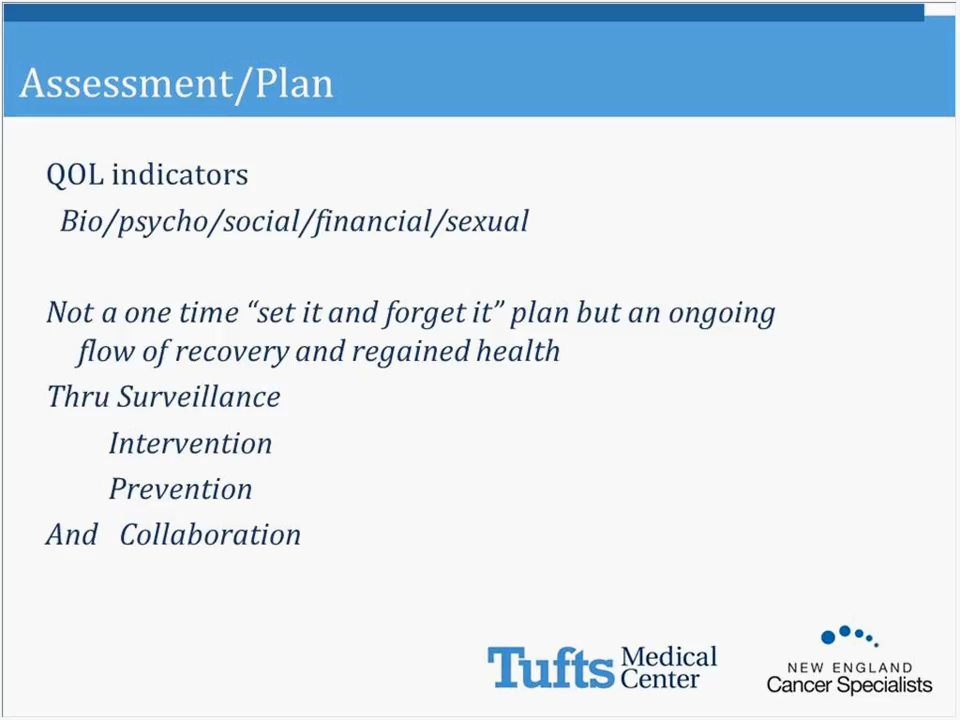 Assessment/Plan
QOL indicators
Bio/psycho/social/financial/sexual
Not a one time “set it and forget it” plan but an ongoing
flow of recovery and regained health
Thru Surveillance
Intervention
Prevention
And Collaboration
Tufts Medical
Center
NEW ENGLAND
Cancer Specialists